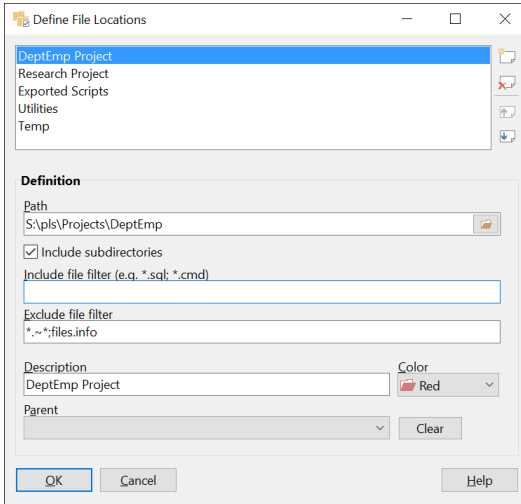 Define File Locations
DeptEmp Project
Research Project
Exported Scripts
Utilities
Temp
Definition
Path
S:\pls\Projects\DeptEmp
Include subdirectories
Include file filter (e.g. *.sql; *.cmd)
Exclude file filter
*.~*;files.info
Description
Color
DeptEmp Project
Red
Parent
Clear
OK
Cancel
Help